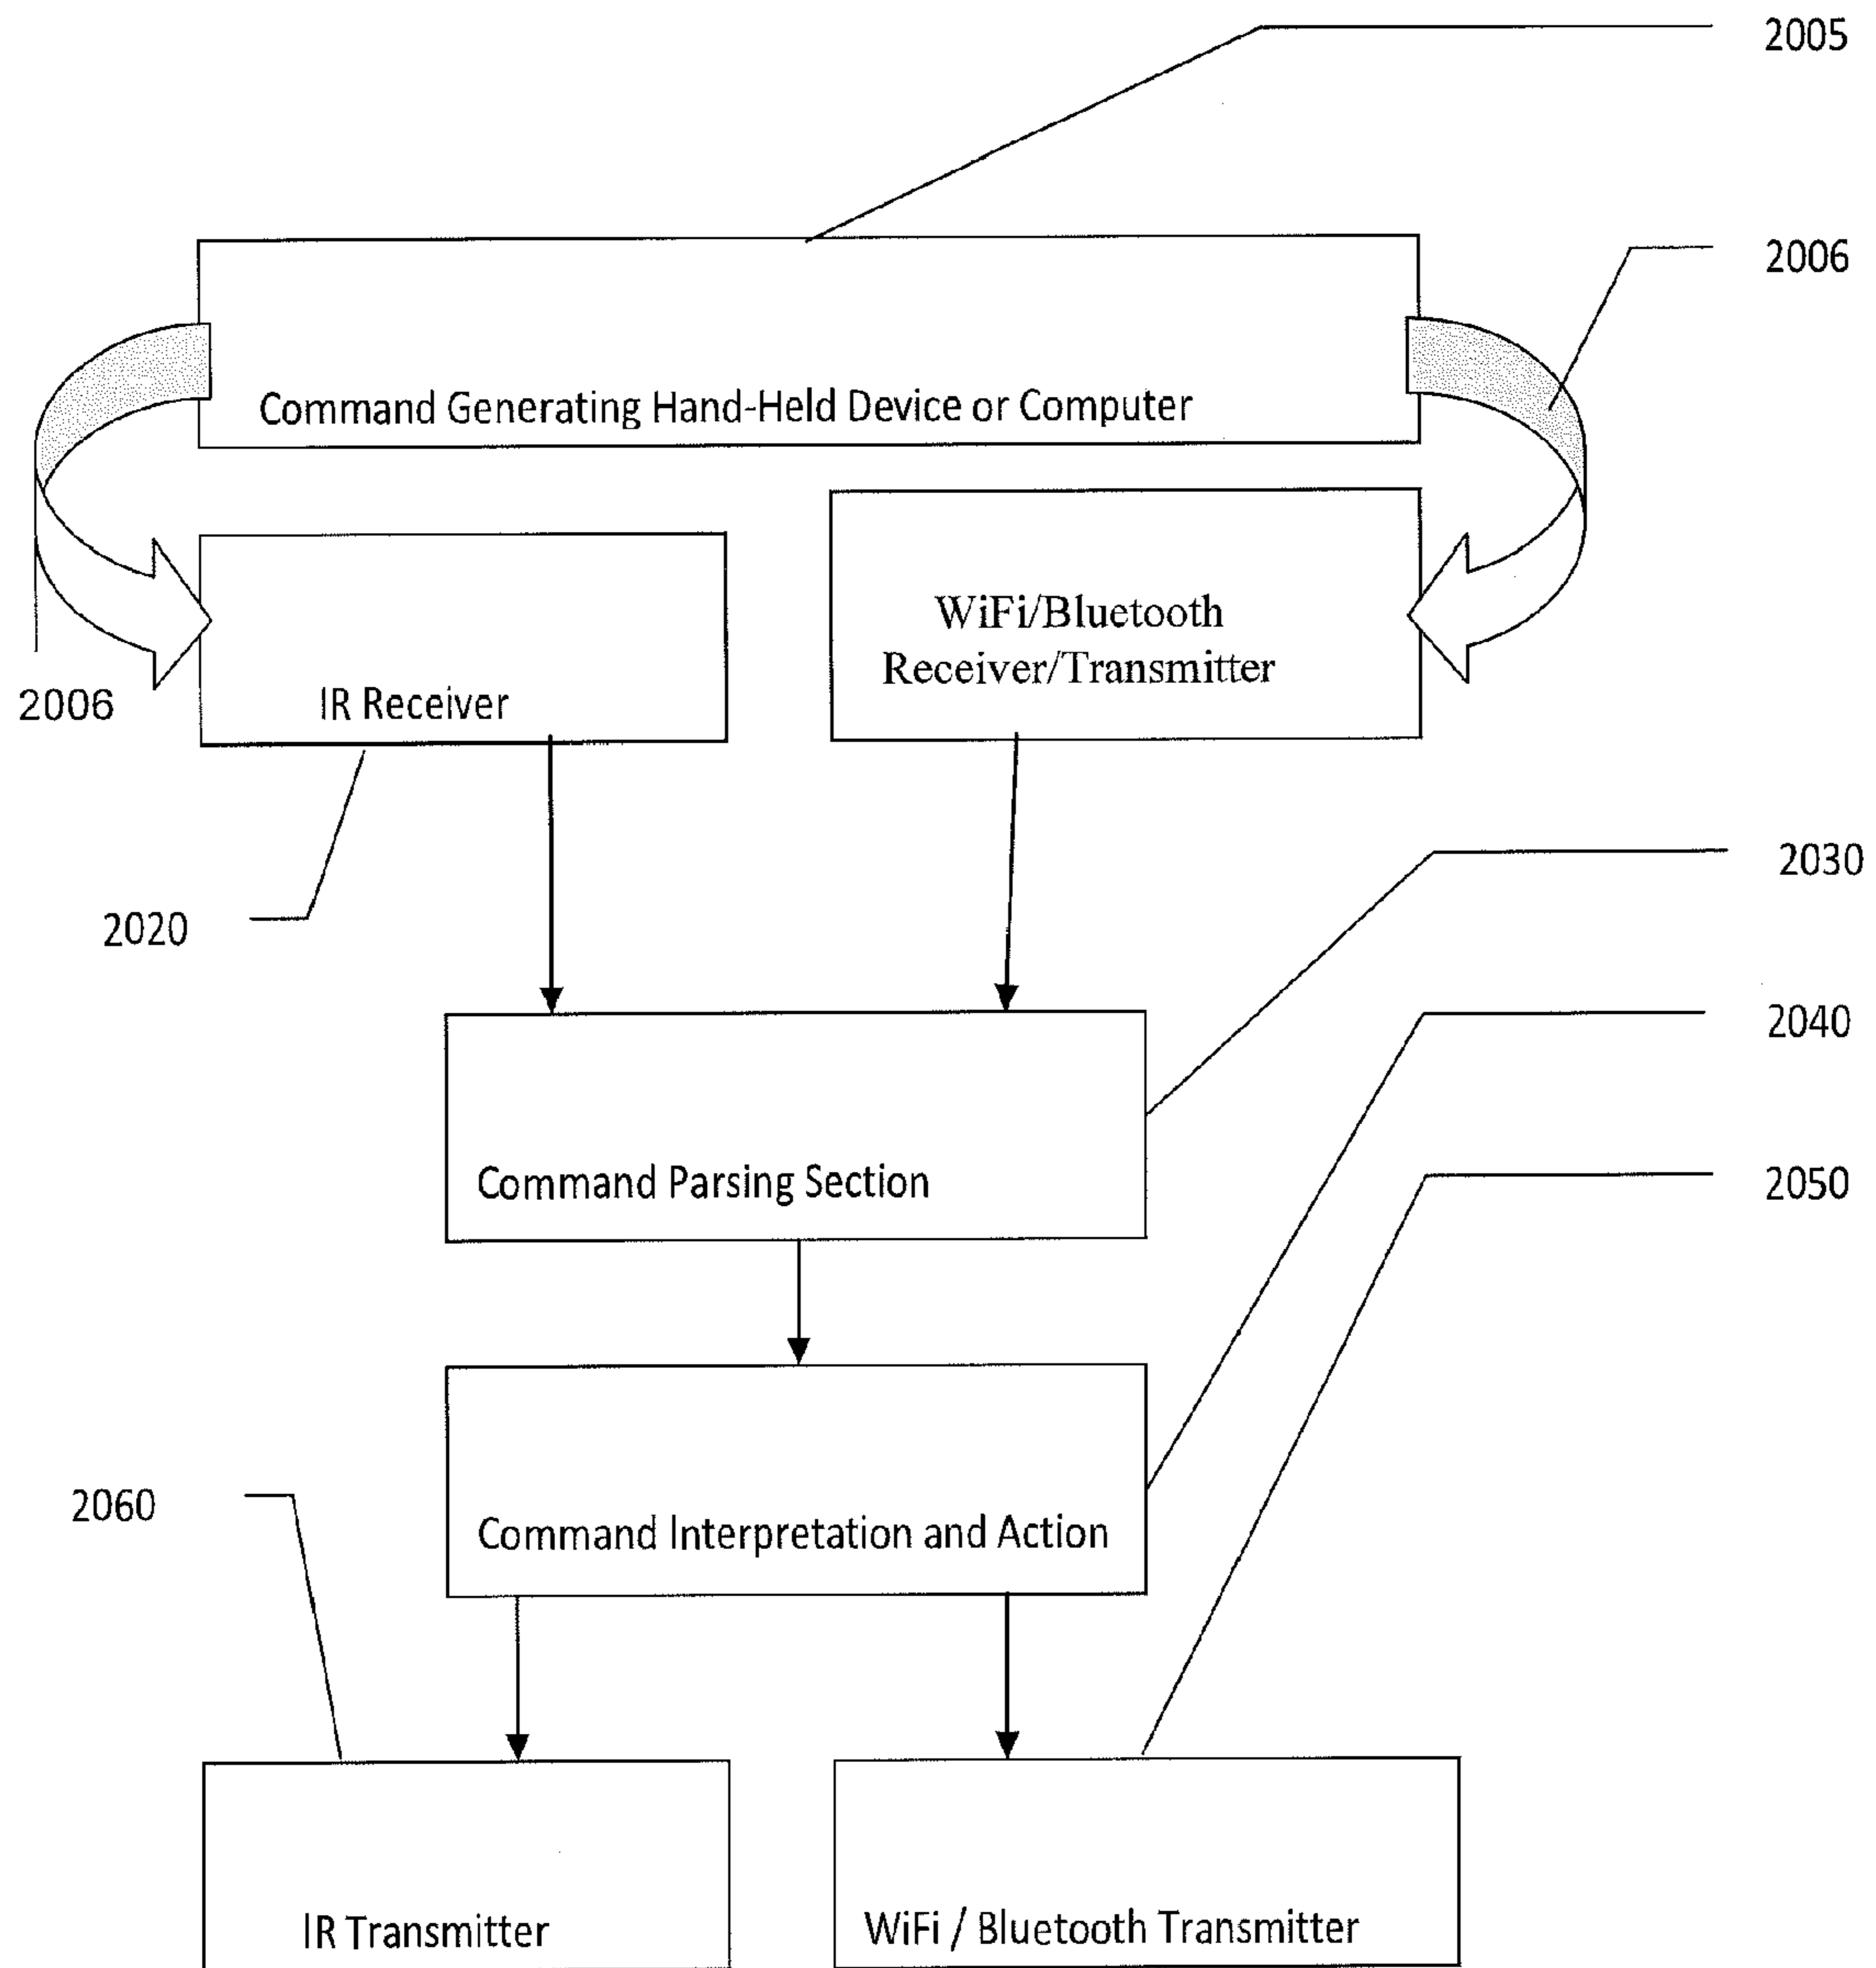 2005
2006
Command Generating Hand-Held Device or Computer
WiFi/Bluetooth
Receiver/Transmitter
IR Receiver
2006
2020
2030
2040
Command Parsing Section
2050
2060
Command Interpretation and Action
IR Transmitter
WiFi / Bluetooth Transmitter